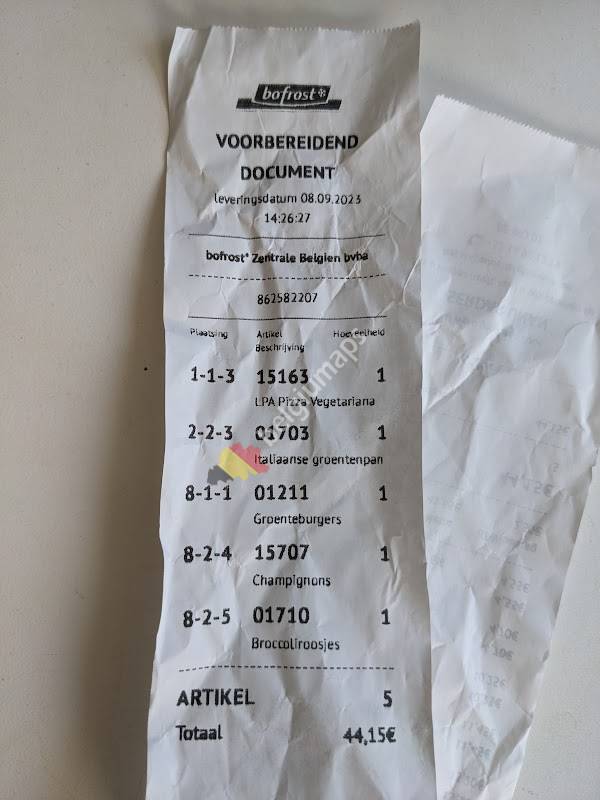 bofrost*
VOORBEREIDEND
DOCUMENT
leveringsdatum 08.09.2023
14:26:27
bofrost* Zentrale Belgien bvba
862582207
Plaatsing Artikel Hoeveelheid
Beschrijving
1-1-3 15163 1
LPA Pizza Vegetariana
2-2-3 01703 1
Italiaanse groentenpan
8-1-1 01211 1
Groenteburgers
8-2-4 15707 1
Champignons
8-2-5 01710 1
Broccoliroosjes
ARTIKEL 5
Totaal 44,15€
belgiumaps